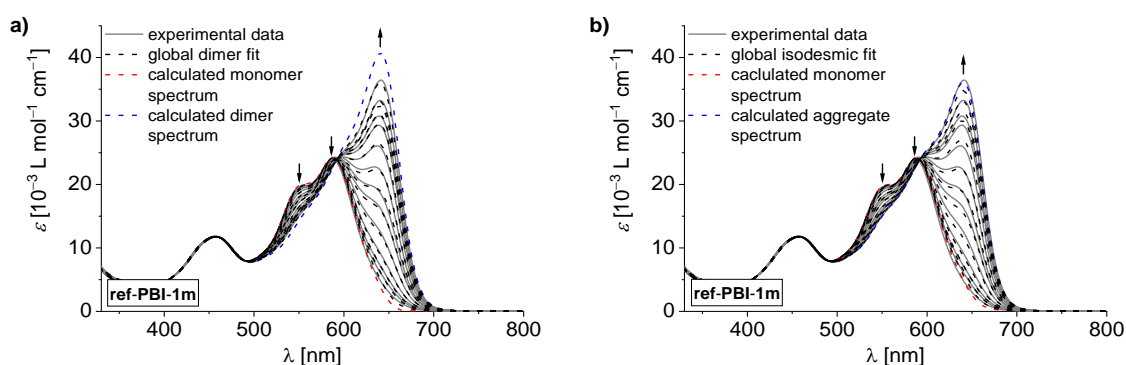 a)
experimental data
global dimer fit
calculated monomer
spectrum
calculated dimer
spectrum
ε [10⁻³ L mol⁻¹ cm⁻¹]
40
30
20
10
0
ref-PBI-1m
400 500 600 700 800
λ [nm]
b)
experimental data
global isodesmic fit
caclulated monomer
spectrum
calculated aggregate
spectrum
ε [10⁻³ L mol⁻¹ cm⁻¹]
40
30
20
10
0
ref-PBI-1m
400 500 600 700 800
λ [nm]